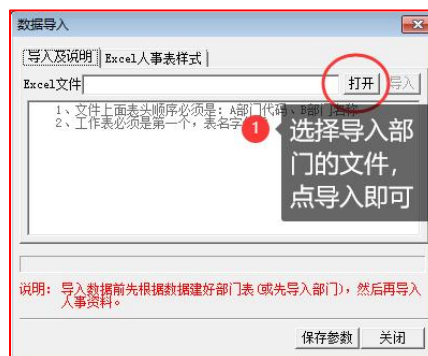 数据导入
导入及说明 Excel人事表样式
Excel文件 打开 导入
1、文件上面表头顺序必须是：A部门代码、B部门名称
2、工作表必须是第一个，表名字
1 选择导入部
门的文件，
点导入即可
说明： 导入数据前先根据数据建好部门表(或先导入部门)，然后再导入
人事资料。
保存参数 关闭